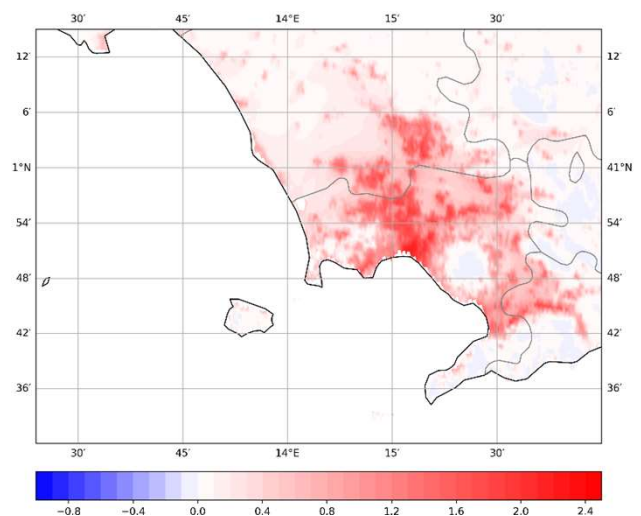 30′ 45′ 14°E 15′ 30′
12′ 12′
6′ 6′
1°N 41°N
54′ 54′
48′ 48′
42′ 42′
36′ 36′
30′ 45′ 14°E 15′ 30′
−0.8 −0.4 0.0 0.4 0.8 1.2 1.6 2.0 2.4